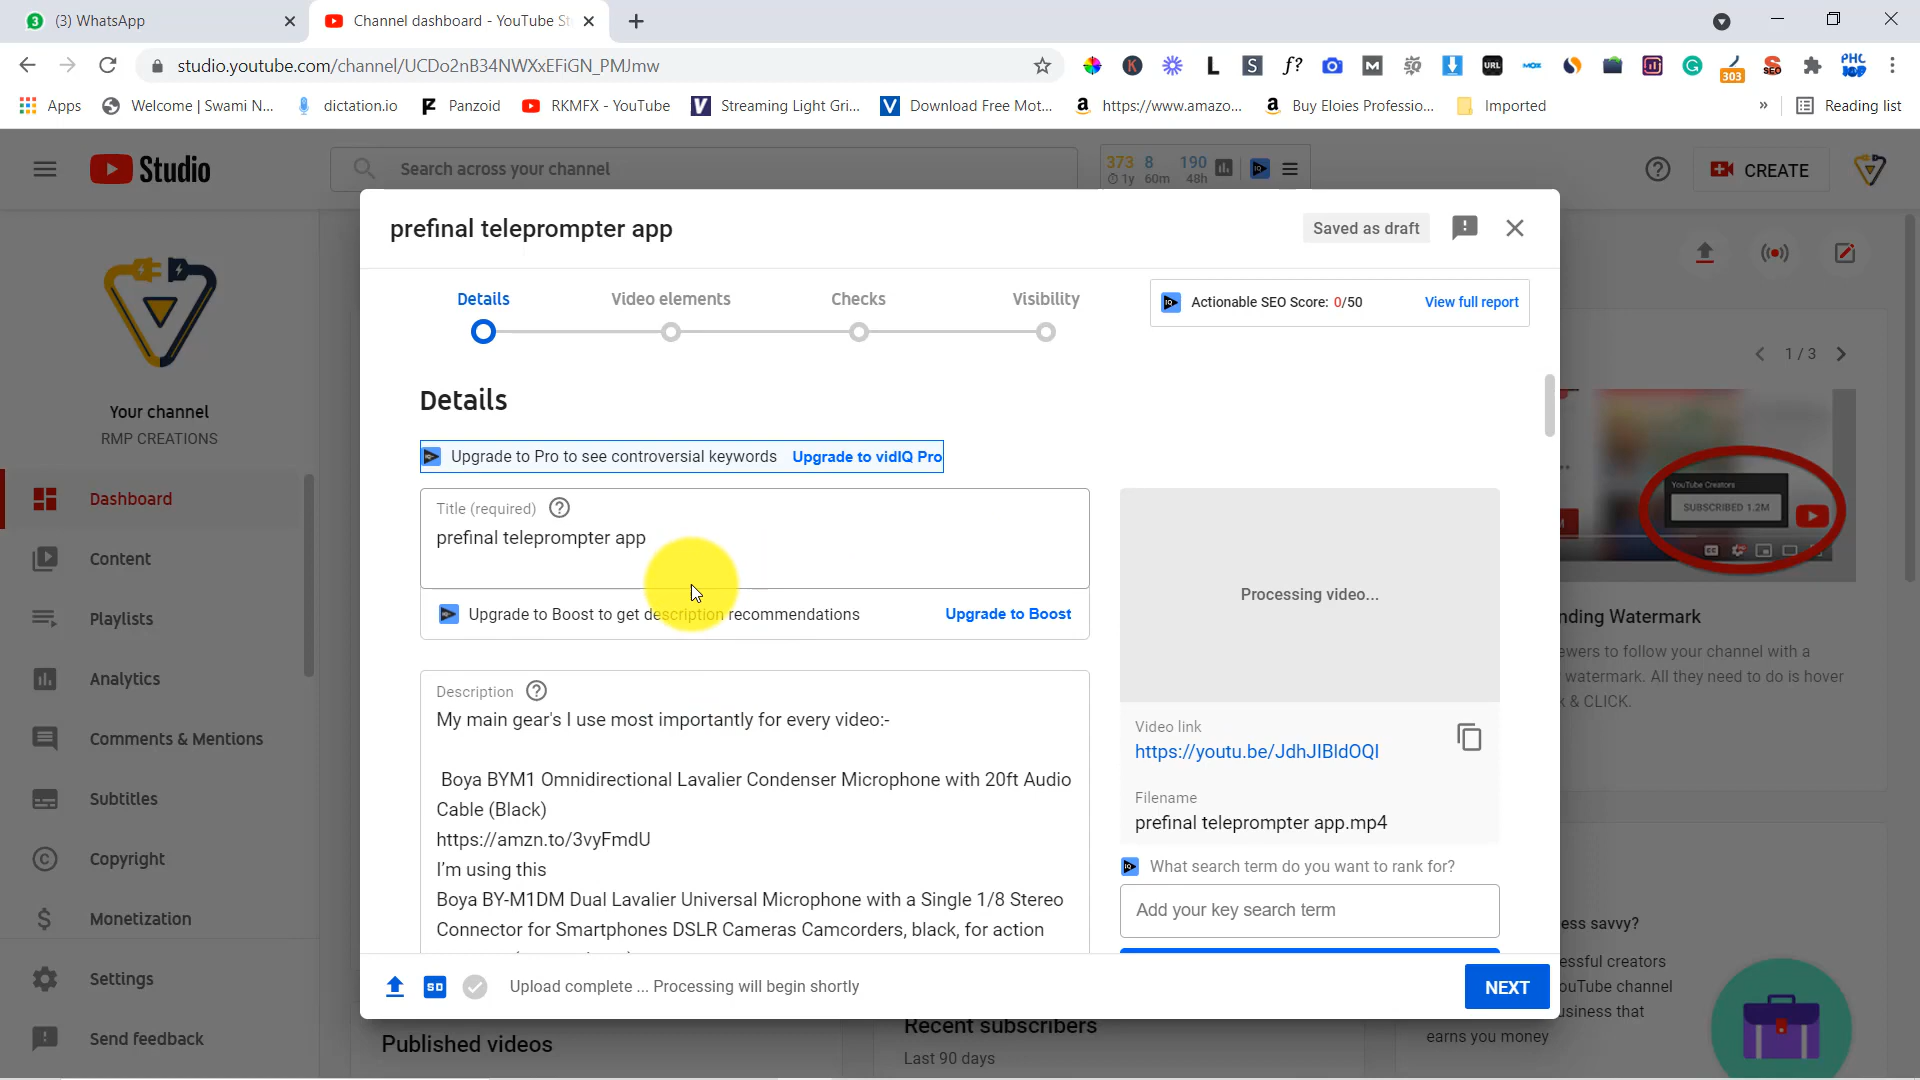 (3) WhatsApp
Channel dashboard - YouTube St
studio.youtube.com/channel/UCDo2nB34NWXxEFiGN_PMJmw
303
PHC
Apps
Welcome | Swami N...
dictation.io
Panzoid
RKMFX - YouTube
Streaming Light Gri...
Download Free Mot...
https://www.amazo...
Buy Eloies Professio...
Imported
»
Reading list
Studio
Search across your channel
373 8 190
1y 60m 48h
CREATE
prefinal teleprompter app
Saved as draft
Details
Video elements
Checks
Visibility
Actionable SEO Score: 0/50
View full report
1 / 3
Details
Your channel
RMP CREATIONS
Upgrade to Pro to see controversial keywords Upgrade to vidIQ Pro
Title (required)
prefinal teleprompter app
Upgrade to Boost to get description recommendations
Upgrade to Boost
Processing video...
YouTube Creators
SUBSCRIBED 1.2M
nding Watermark
ewers to follow your channel with a
watermark. All they need to do is hover
& CLICK.
Dashboard
Content
Playlists
Analytics
Comments & Mentions
Subtitles
Copyright
Monetization
Settings
Send feedback
Description
My main gear's I use most importantly for every video:-
Boya BYM1 Omnidirectional Lavalier Condenser Microphone with 20ft Audio
Cable (Black)
https://amzn.to/3vyFmdU
I'm using this
Boya BY-M1DM Dual Lavalier Universal Microphone with a Single 1/8 Stereo
Connector for Smartphones DSLR Cameras Camcorders, black, for action
Video link
https://youtu.be/JdhJIBldOQI
Filename
prefinal teleprompter app.mp4
What search term do you want to rank for?
Add your key search term
ess savvy?
essful creators
ouTube channel
usiness that
earns you money
SD
Upload complete ... Processing will begin shortly
NEXT
Published videos
Recent subscribers
Last 90 days